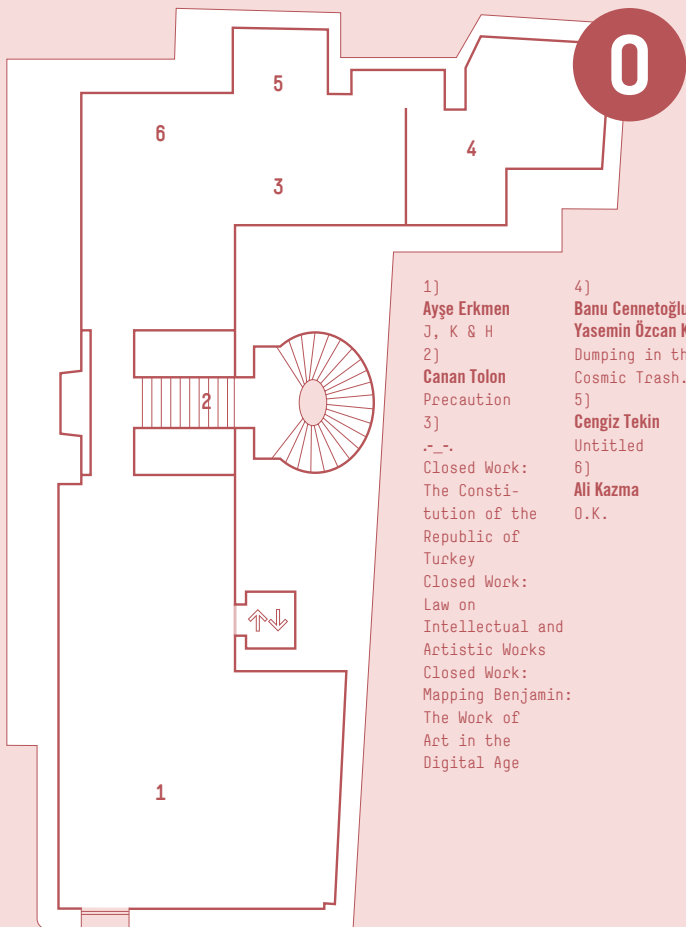 0
5
6
4
3
2
1
1)
Ayşe Erkmen
J, K & H
2)
Canan Tolon
Precaution
3)
.-_-.
Closed Work:
The Consti-
tution of the
Republic of
Turkey
Closed Work:
Law on
Intellectual and
Artistic Works
Closed Work:
Mapping Benjamin:
The Work of
Art in the
Digital Age
4)
Banu Cennetoğlu
Yasemin Özcan
Dumping in
Cosmic Trash.
5)
Cengiz Tekin
Untitled
6)
Ali Kazma
O.K.